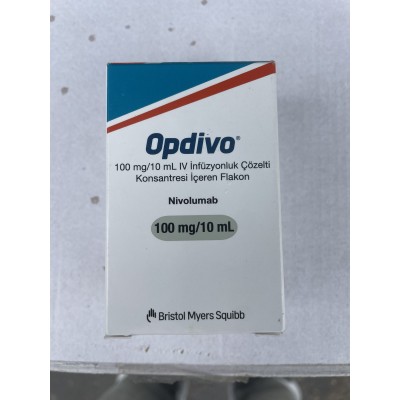 Opdivo®
100 mg/10 mL IV İnfüzyonluk Çözelti
Konsantresi İçeren Flakon
Nivolumab
100 mg/10 mL
Bristol Myers Squibb